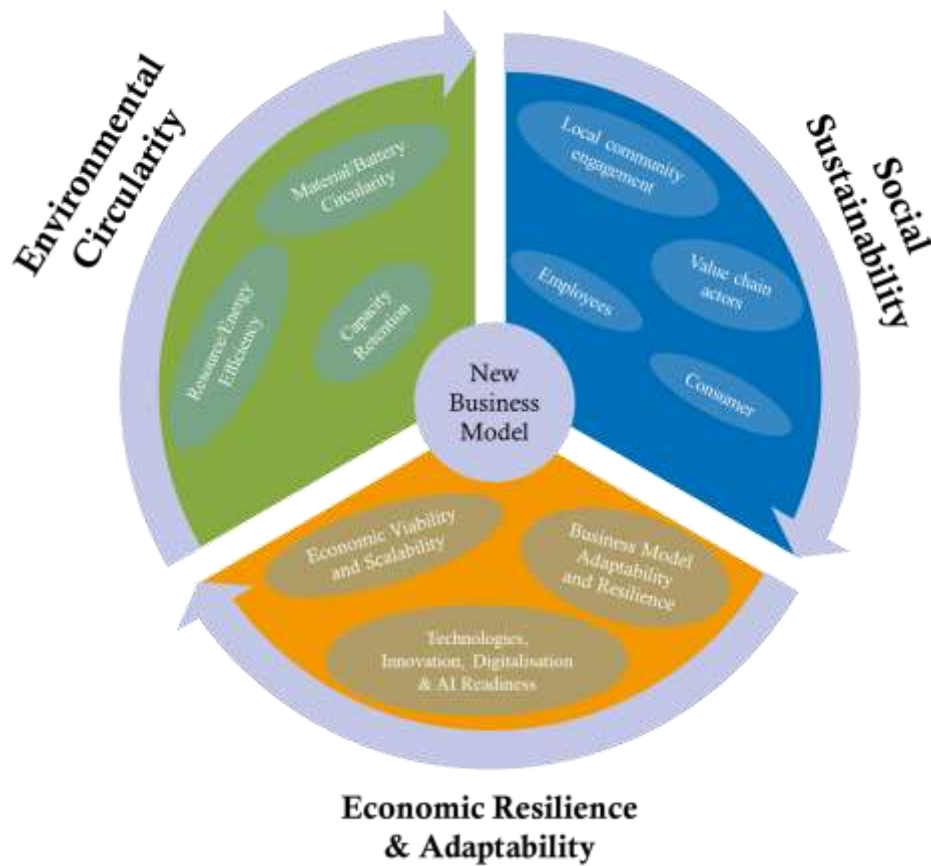 Environmental
Circularity
Material/Battery
Circularity
Resource/Energy
Efficiency
Capacity
Retention
Social
Sustainability
Local community
engagement
Employees
Value chain
actors
Consumer
New
Business
Model
Economic Viability
and Scalability
Business Model
Adaptability
and Resilience
Technologies,
Innovation, Digitalisation
& AI Readiness
Economic Resilience
& Adaptability